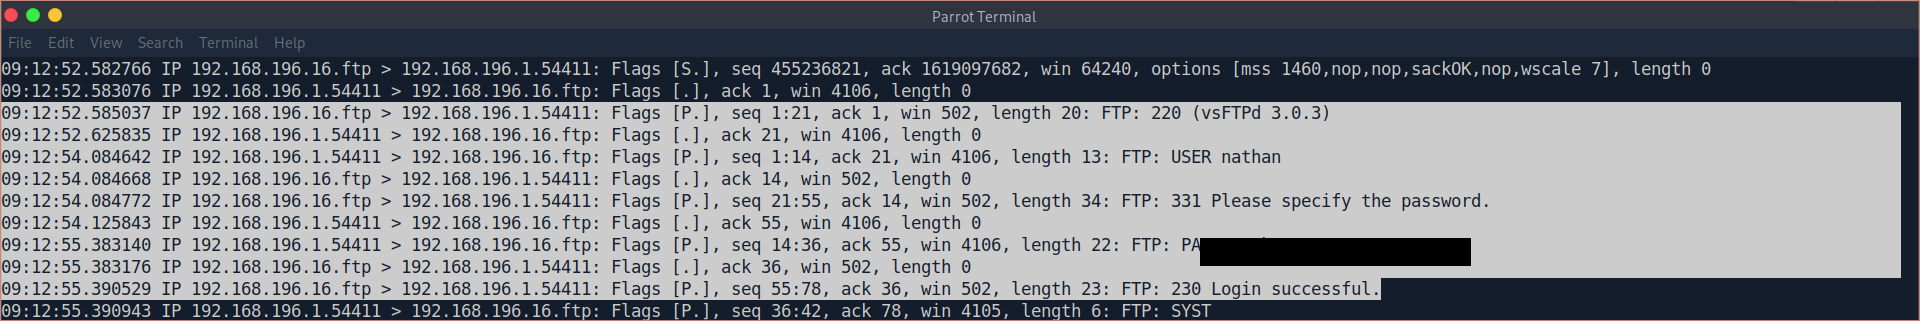 Parrot Terminal
File Edit View Search Terminal Help
09:12:52.582766 IP 192.168.196.16.ftp > 192.168.196.1.54411: Flags [S.], seq 455236821, ack 1619097682, win 64240, options [mss 1460,nop,nop,sackOK,nop,wscale 7], length 0
09:12:52.583076 IP 192.168.196.1.54411 > 192.168.196.16.ftp: Flags [.], ack 1, win 4106, length 0
09:12:52.585037 IP 192.168.196.16.ftp > 192.168.196.1.54411: Flags [P.], seq 1:21, ack 1, win 502, length 20: FTP: 220 (vsFTPd 3.0.3)
09:12:52.625835 IP 192.168.196.1.54411 > 192.168.196.16.ftp: Flags [.], ack 21, win 4106, length 0
09:12:54.084642 IP 192.168.196.1.54411 > 192.168.196.16.ftp: Flags [P.], seq 1:14, ack 21, win 4106, length 13: FTP: USER nathan
09:12:54.084668 IP 192.168.196.16.ftp > 192.168.196.1.54411: Flags [.], ack 14, win 502, length 0
09:12:54.084772 IP 192.168.196.16.ftp > 192.168.196.1.54411: Flags [P.], seq 21:55, ack 14, win 502, length 34: FTP: 331 Please specify the password.
09:12:54.125843 IP 192.168.196.1.54411 > 192.168.196.16.ftp: Flags [.], ack 55, win 4106, length 0
09:12:55.383140 IP 192.168.196.1.54411 > 192.168.196.16.ftp: Flags [P.], seq 14:36, ack 55, win 4106, length 22: FTP: PA
09:12:55.383176 IP 192.168.196.16.ftp > 192.168.196.1.54411: Flags [.], ack 36, win 502, length 0
09:12:55.390529 IP 192.168.196.16.ftp > 192.168.196.1.54411: Flags [P.], seq 55:78, ack 36, win 502, length 23: FTP: 230 Login successful.
09:12:55.390943 IP 192.168.196.1.54411 > 192.168.196.16.ftp: Flags [P.], seq 36:42, ack 78, win 4105, length 6: FTP: SYST